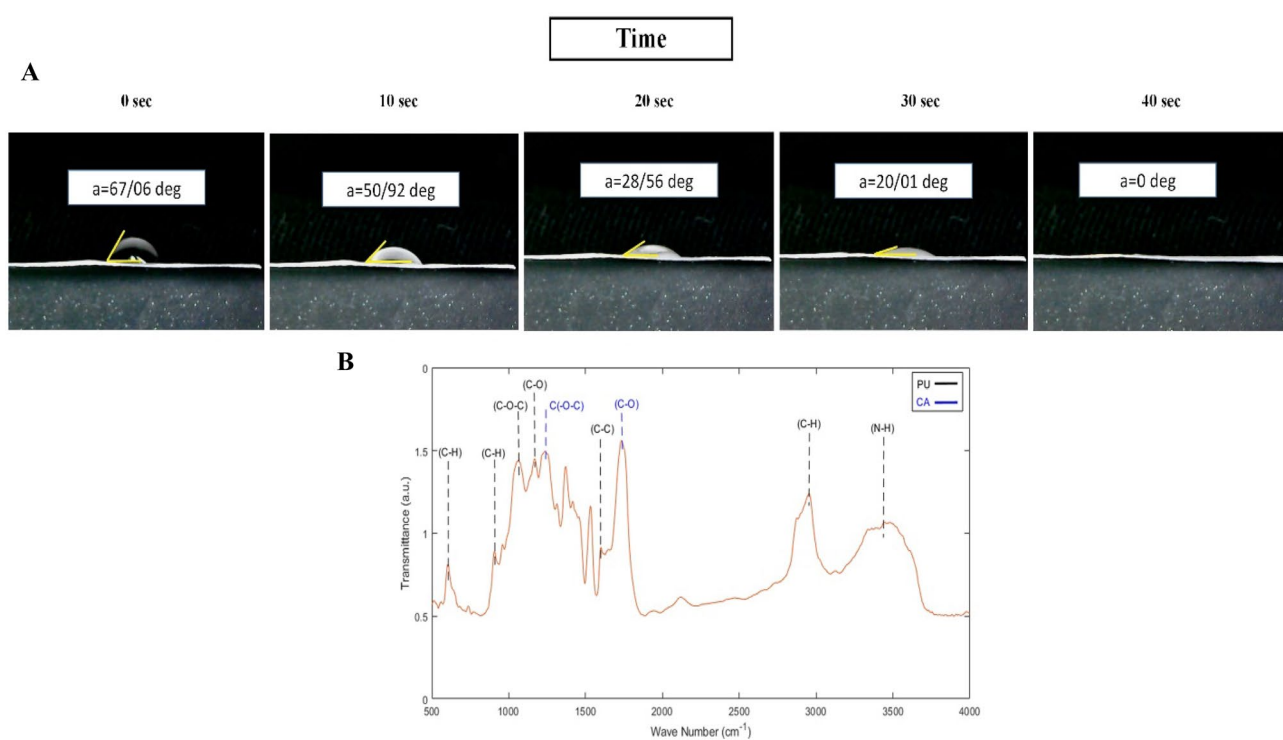 Time
A
0 sec
10 sec
20 sec
30 sec
40 sec
a=67/06 deg
a=50/92 deg
a=28/56 deg
a=20/01 deg
a=0 deg
B
0
1.5
1
0.5
0
Transmittance (a.u.)
(C-H)
(C-H)
(C-O-C)
(C-O)
C(-O-C)
(C-C)
(C-O)
(C-H)
(N-H)
PU
CA
500
1000
1500
2000
2500
3000
3500
4000
Wave Number (cm⁻¹)